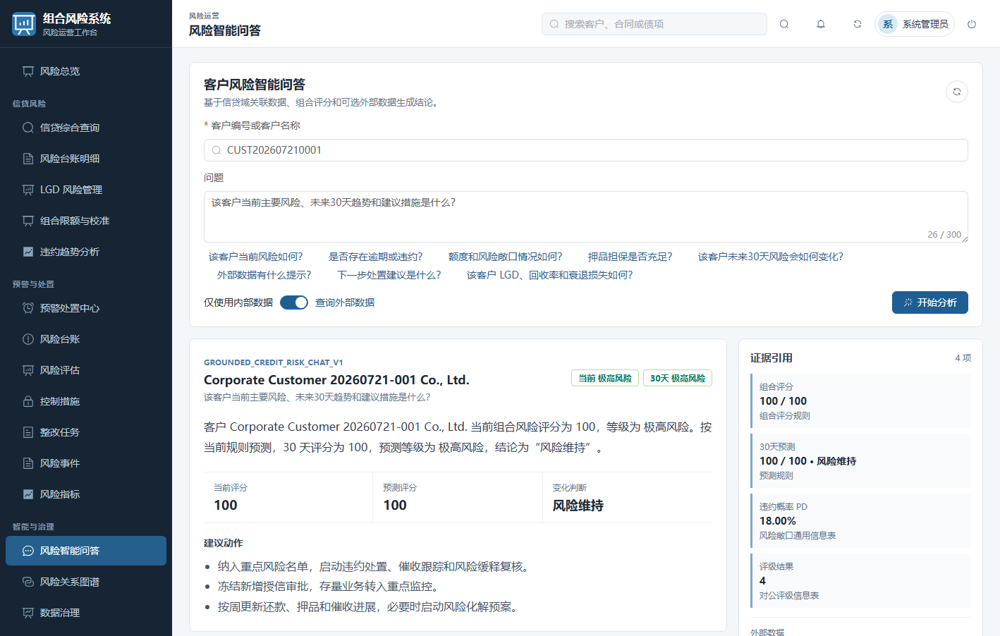 组合风险系统
风险运营工作台
风险总览
信贷风险
信贷综合查询
风险台账明细
LGD 风险管理
组合限额与校准
违约趋势分析
预警与处置
预警处置中心
风险台账
风险评估
控制措施
整改任务
风险事件
风险指标
智能与治理
风险智能问答
风险关系图谱
数据治理
风险运营
风险智能问答
搜索客户、合同或债项
系
系统管理员
客户风险智能问答
基于信贷域关联数据、组合评分和可选外部数据生成结论。
* 客户编号或客户名称
CUST202607210001
问题
该客户当前主要风险、未来30天趋势和建议措施是什么？
26 / 300
该客户当前风险如何？ 是否存在逾期或违约？ 额度和风险敞口情况如何？ 押品担保是否充足？ 该客户未来30天风险会如何变化？
外部数据有什么提示？ 下一步处置建议是什么？ 该客户 LGD、回收率和衰退损失如何？
仅使用内部数据 查询外部数据
开始分析
GROUNDED_CREDIT_RISK_CHAT_V1
Corporate Customer 20260721-001 Co., Ltd.
当前 极高风险 30天 极高风险
该客户当前主要风险、未来30天趋势和建议措施是什么？
客户 Corporate Customer 20260721-001 Co., Ltd. 当前组合风险评分为 100，等级为 极高风险。按
当前规则预测，30 天评分为 100，预测等级为 极高风险，结论为“风险维持”。
当前评分
100
预测评分
100
变化判断
风险维持
建议动作
纳入重点风险名单，启动违约处置、催收跟踪和风险缓释复核。
冻结新增授信审批，存量业务转入重点监控。
按周更新还款、押品和催收进展，必要时启动风险化解预案。
证据引用
4 项
组合评分
100 / 100
组合评分规则
30天预测
100 / 100 • 风险维持
预测规则
违约概率 PD
18.00%
风险敞口通用信息表
评级结果
4
对公评级信息表
外部数据